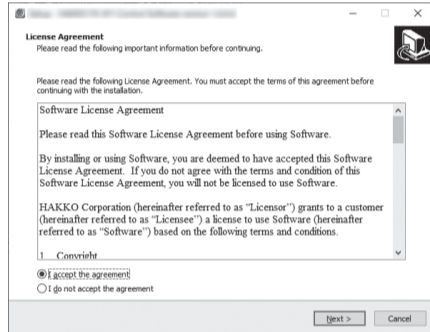 License Agreement
Please read the following important information before continuing.
Please read the following License Agreement. You must accept the terms of this agreement before
continuing with the installation.
Software License Agreement
Please read this Software License Agreement before using Software.
By installing or using Software, you are deemed to have accepted this Software
License Agreement.  If you do not agree with the terms and condition of this
Software License Agreement, you will not be licensed to use Software.
HAKKO Corporation (hereinafter referred to as "Licensor") grants to a customer
(hereinafter referred to as "Licensee") a license to use Software (hereinafter
referred to as "Software") based on the following terms and conditions.
1   Copyright
I accept the agreement
I do not accept the agreement
Next >
Cancel